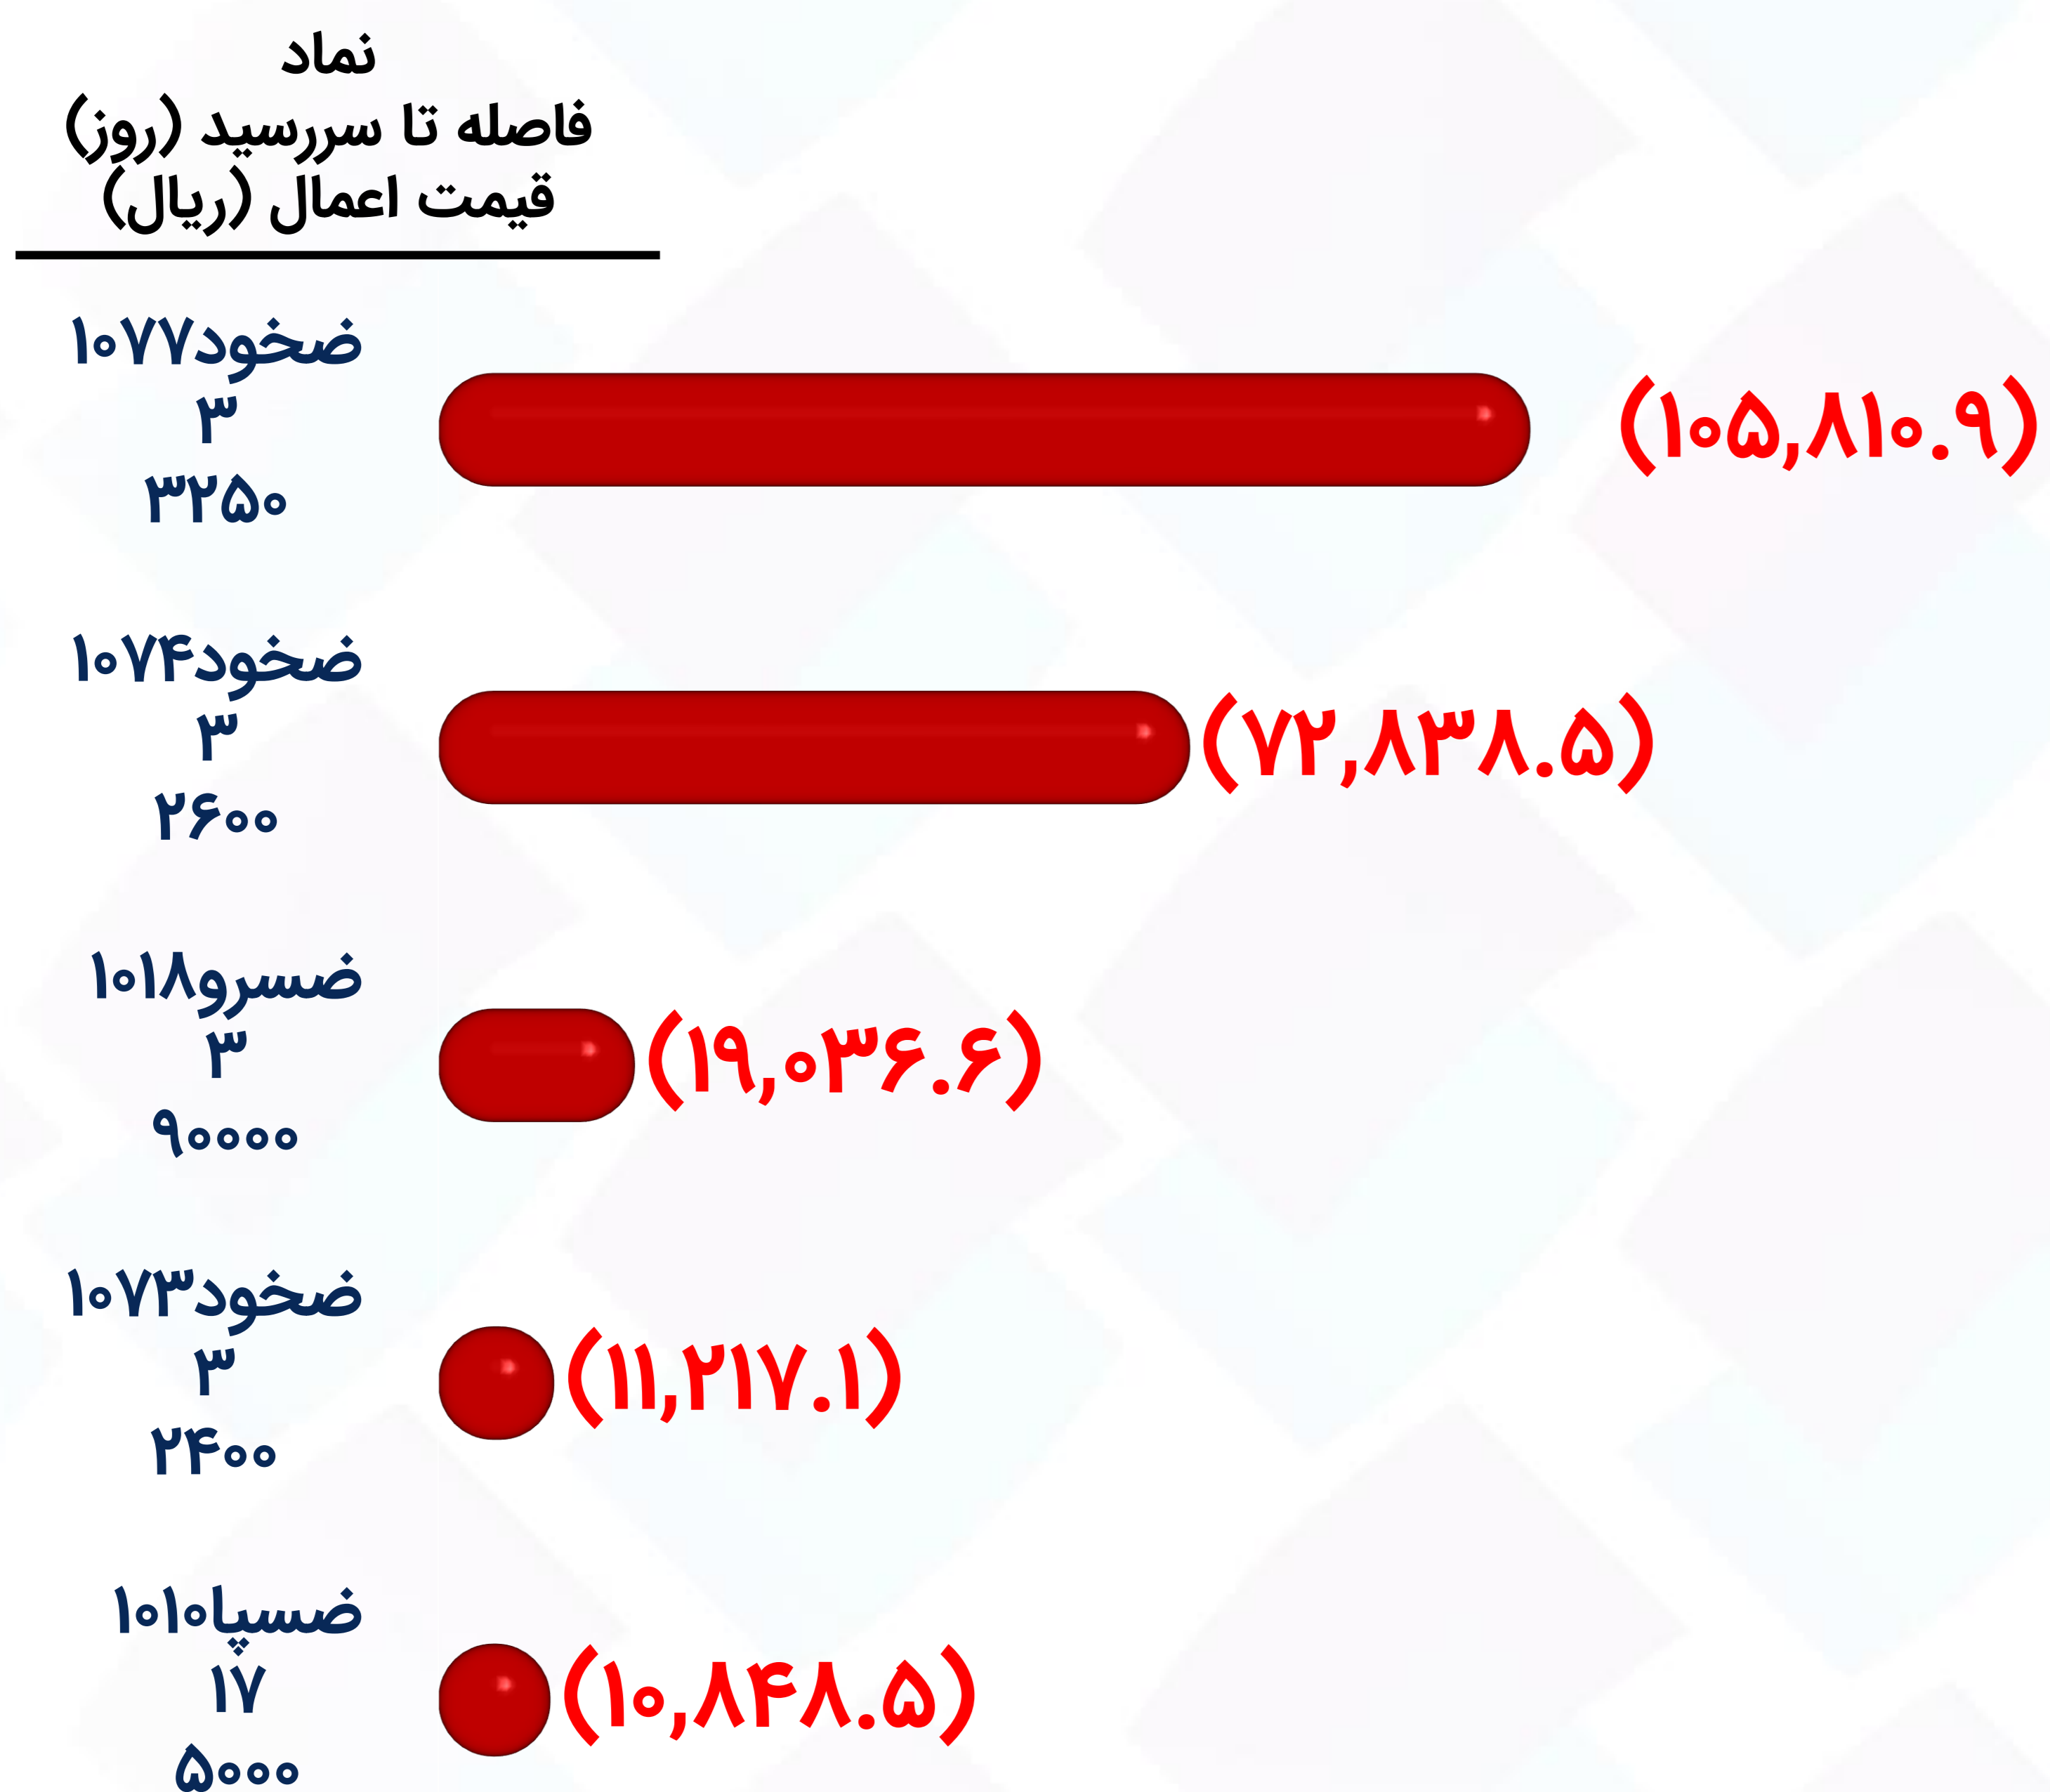 نماد
فاصله تا سررسید (روز)
قیمت اعمال (ریال)
ضخود۱۰۷۷
۳
۳۲۵۰
(۱۰۵,۸۱۰.۹)
ضخود۱۰۷۴
۳
۲۶۰۰
(۷۲,۸۳۸.۵)
ضسرو۱۰۱۸
۳
۹۰۰۰۰
(۱۹,۰۳۶.۶)
ضخود۱۰۷۳
۳
۲۴۰۰
(۱۱,۲۱۷.۱)
ضسپا۱۰۱۰
۱۷
۵۰۰۰
(۱۰,۸۴۸.۵)